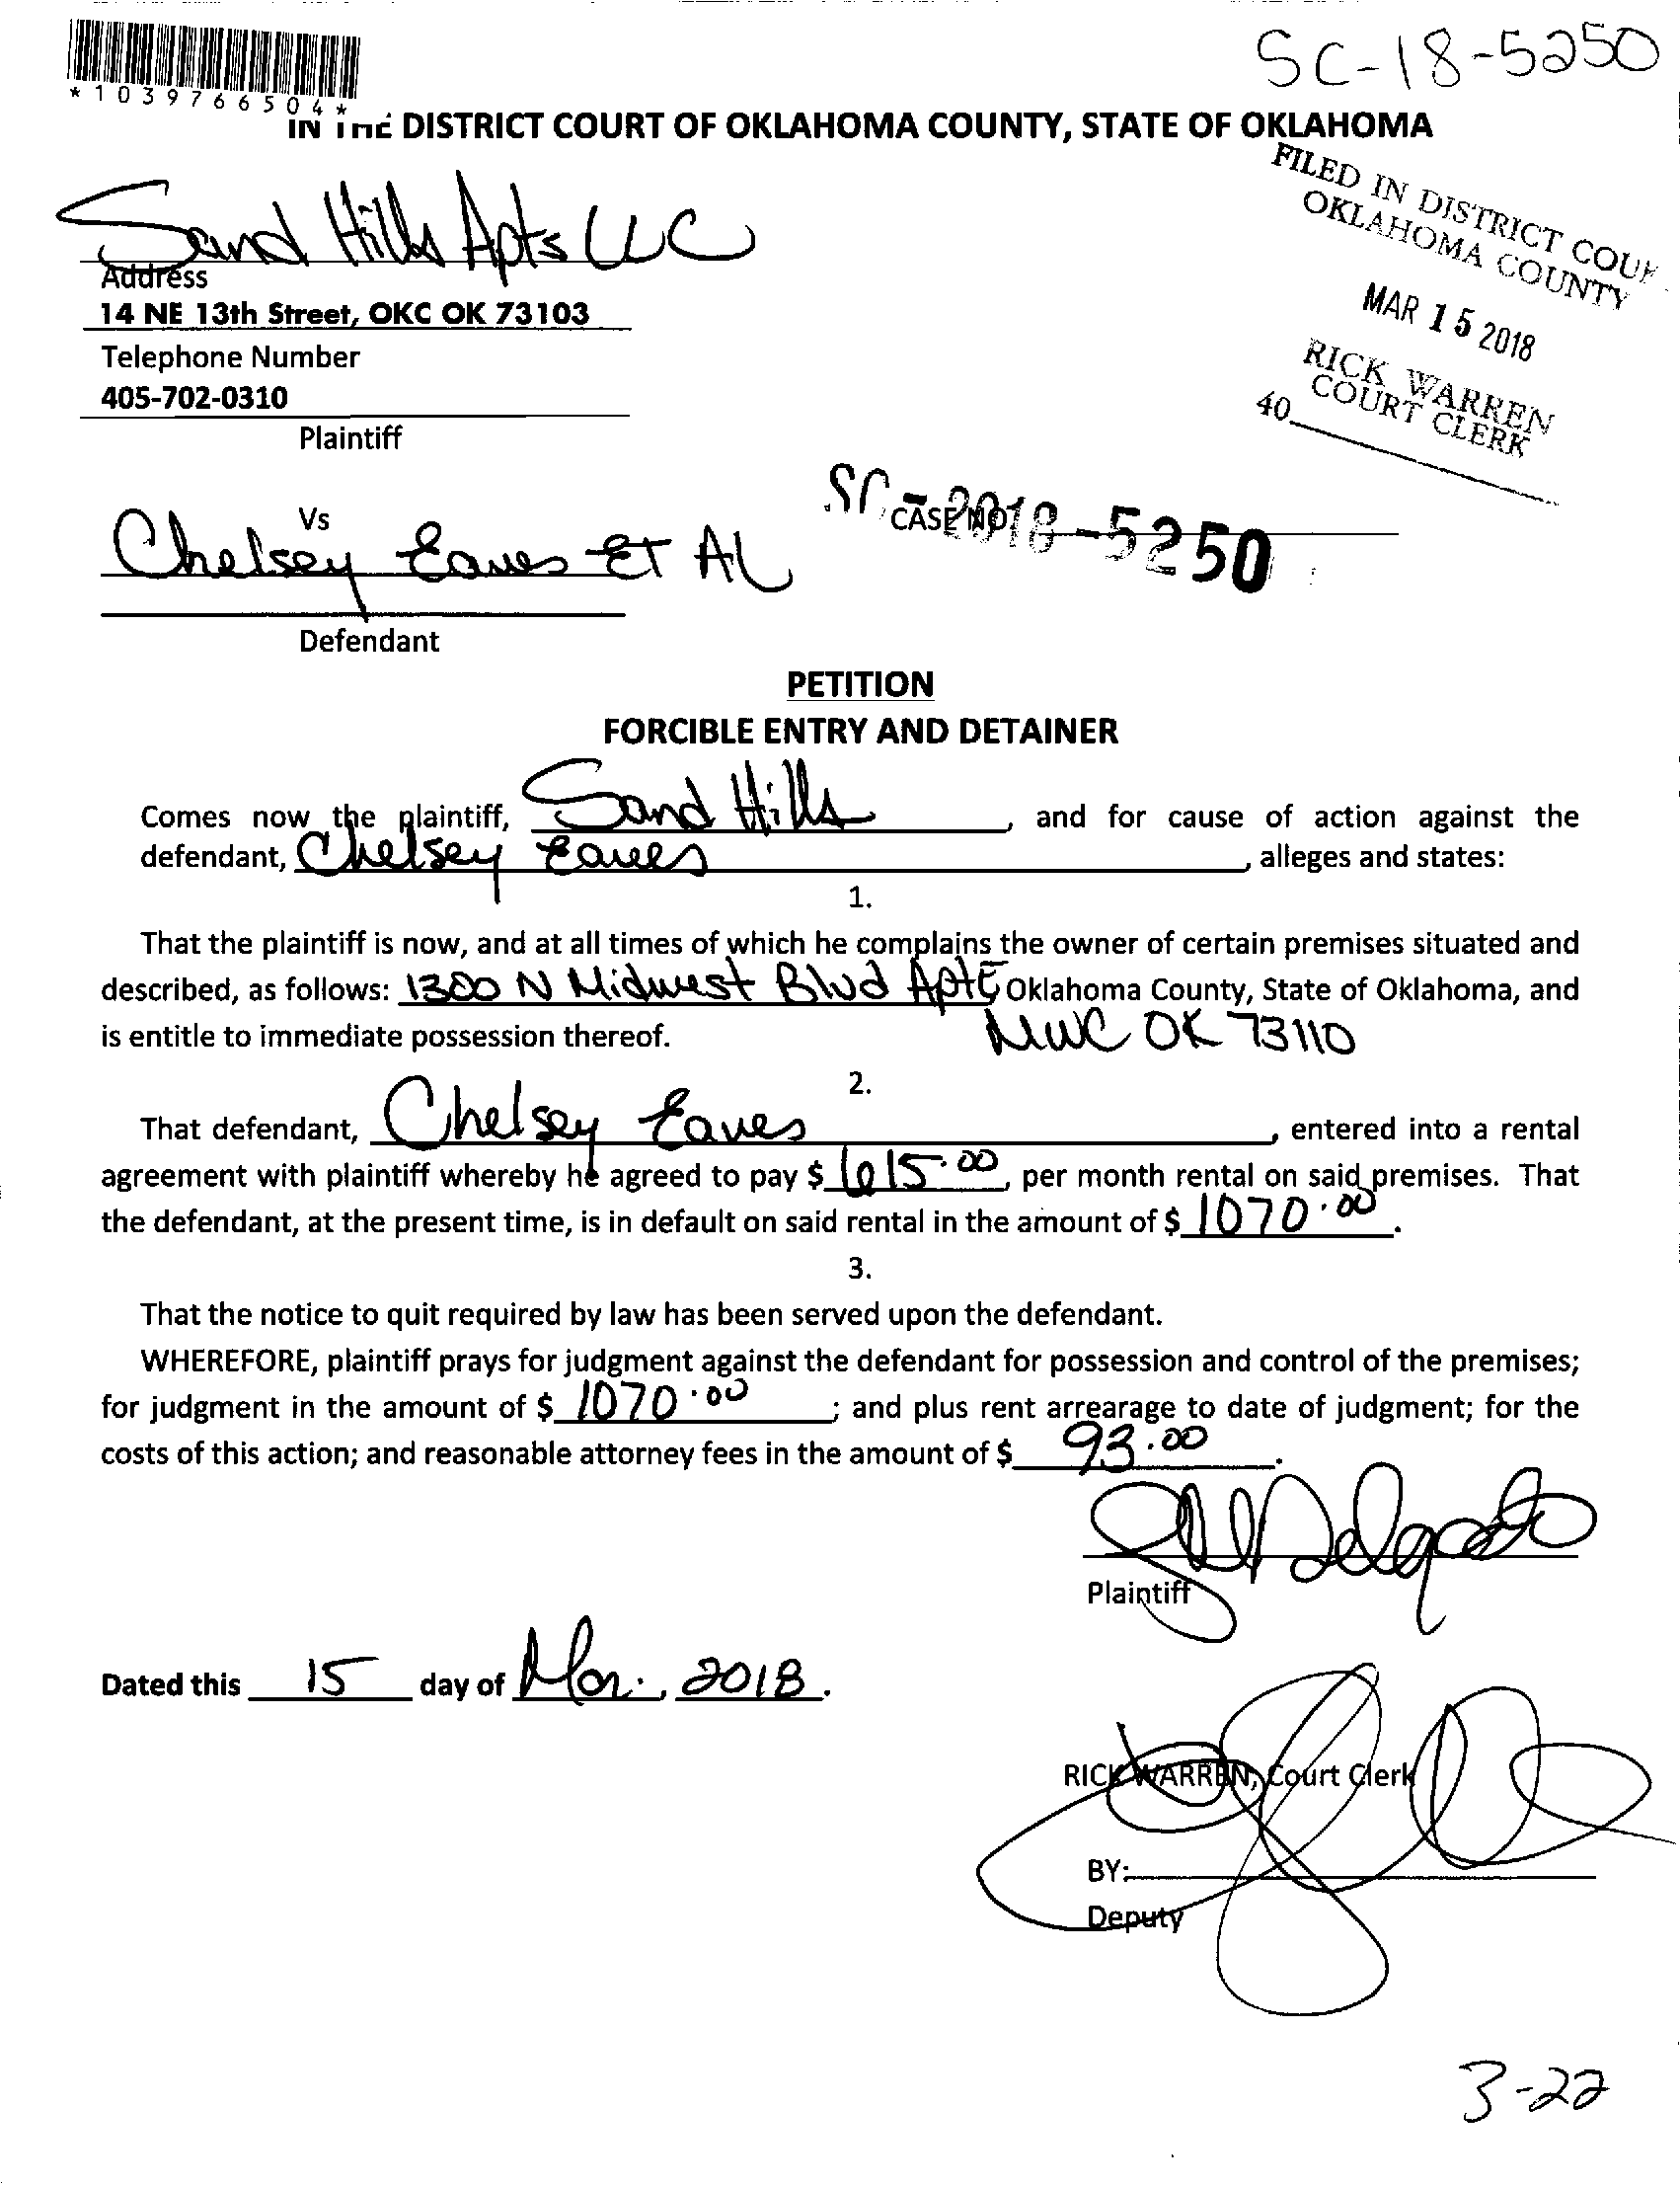 SC-18-5250
*1039766504*
IN THE DISTRICT COURT OF OKLAHOMA COUNTY, STATE OF OKLAHOMA
FILED IN DISTRICT COUR
OKLAHOMA COUNTY
MAR 15 2018
RICK WARREN
COURT CLERK
40
Sand Hills Apts LLC
Address
14 NE 13th Street, OKC OK 73103
Telephone Number
405-702-0310
Plaintiff
Vs
Chelsey Eaves ET AL
Defendant
CASE NO
SC-2018-5250
PETITION
FORCIBLE ENTRY AND DETAINER
Comes now the plaintiff, Sand Hills, and for cause of action against the
defendant, Chelsey Eaves, alleges and states:
1.
That the plaintiff is now, and at all times of which he complains the owner of certain premises situated and
described, as follows: 1300 N Midwest Blvd Apt E Oklahoma County, State of Oklahoma, and
is entitle to immediate possession thereof. MWC OK 73110
2.
That defendant, Chelsey Eaves, entered into a rental
agreement with plaintiff whereby he agreed to pay $ 615.00, per month rental on said premises. That
the defendant, at the present time, is in default on said rental in the amount of $ 1070.00.
3.
That the notice to quit required by law has been served upon the defendant.
WHEREFORE, plaintiff prays for judgment against the defendant for possession and control of the premises;
for judgment in the amount of $ 1070.00; and plus rent arrearage to date of judgment; for the
costs of this action; and reasonable attorney fees in the amount of $ 93.00.
Plaintiff
Dated this 15 day of Mar., 2018.
RICK WARREN, Court Clerk
BY:
Deputy
3-22